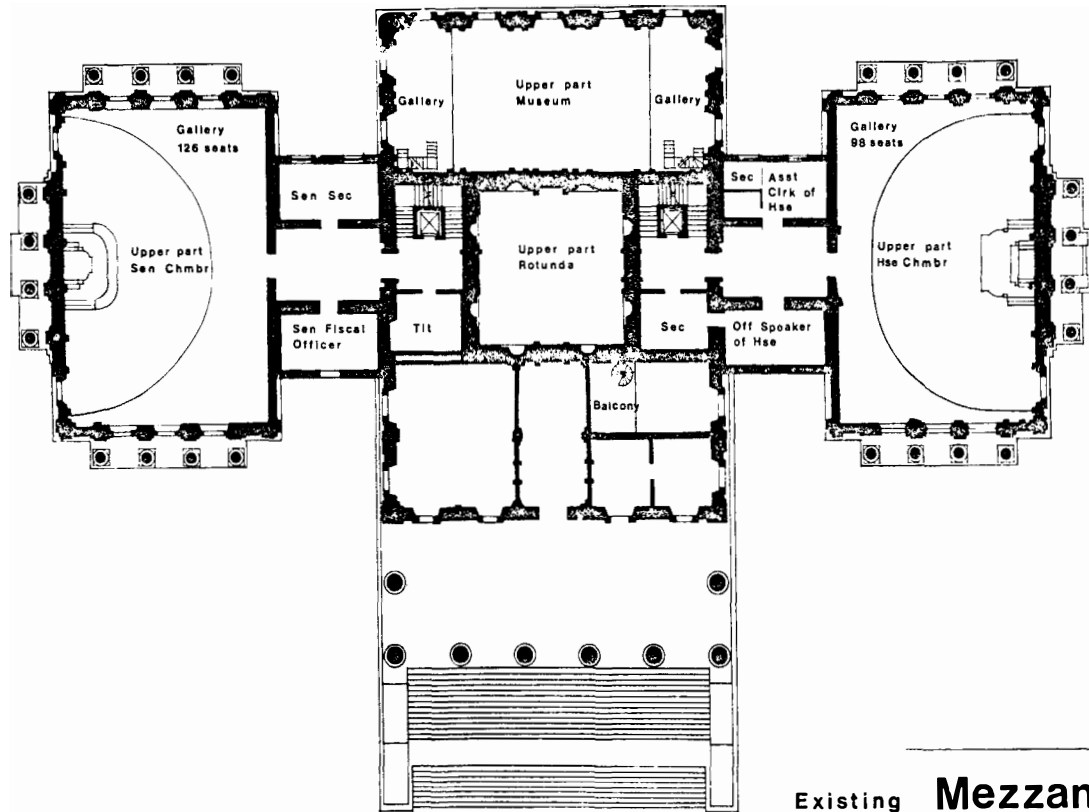 Upper part
Museum
Gallery
Gallery
Gallery
126 seats
Gallery
98 seats
Sen Sec
Sec
Asst
Clrk of
Hse
Upper part
Sen Chmbr
Upper part
Rotunda
Upper part
Hse Chmbr
Sen Fiscal
Officer
Tlt
Sec
Off Speaker
of Hse
Balcony
Existing Mezzan